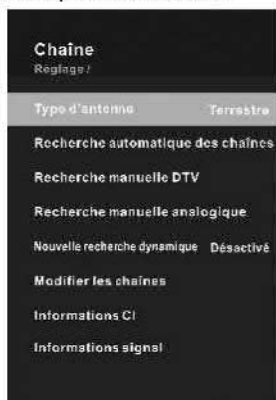 Chaîne
Réglage /
Type d'antenne Terrestre
Recherche automatique des chaînes
Recherche manuelle DTV
Recherche manuelle analogique
Nouvelle recherche dynamique Désactivé
Modifier les chaînes
Informations CI
Informations signal